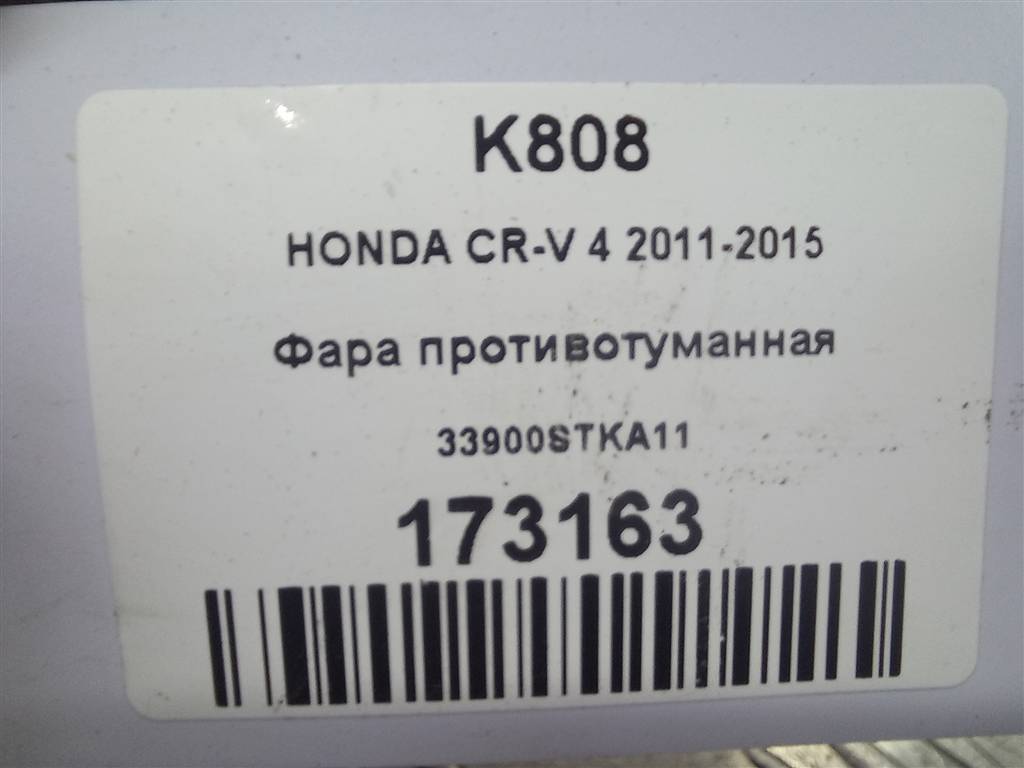 K808
HONDA CR-V 4 2011-2015
Фара противотуманная
33900STKA11
173163